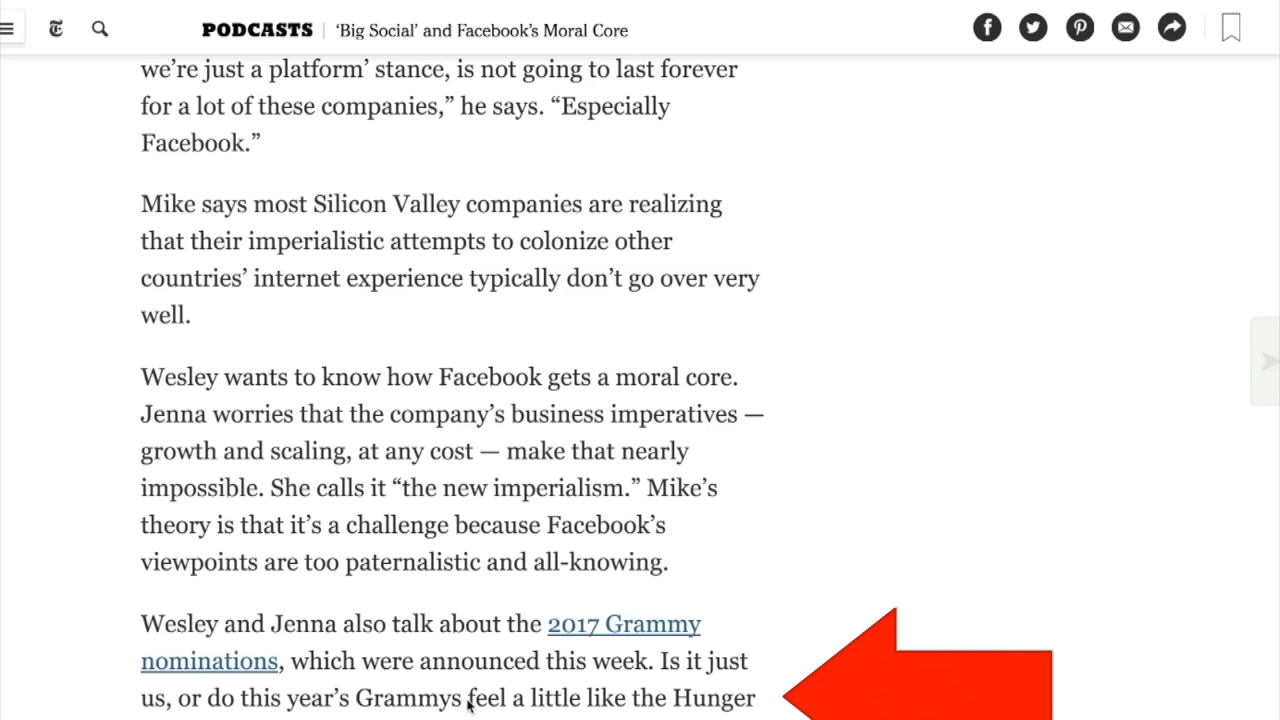 PODCASTS | ‘Big Social’ and Facebook’s Moral Core
we’re just a platform’ stance, is not going to last forever
for a lot of these companies,” he says. “Especially
Facebook.”
Mike says most Silicon Valley companies are realizing
that their imperialistic attempts to colonize other
countries’ internet experience typically don’t go over very
well.
Wesley wants to know how Facebook gets a moral core.
Jenna worries that the company’s business imperatives —
growth and scaling, at any cost — make that nearly
impossible. She calls it “the new imperialism.” Mike’s
theory is that it’s a challenge because Facebook’s
viewpoints are too paternalistic and all-knowing.
Wesley and Jenna also talk about the 2017 Grammy
nominations, which were announced this week. Is it just
us, or do this year’s Grammys feel a little like the Hunger